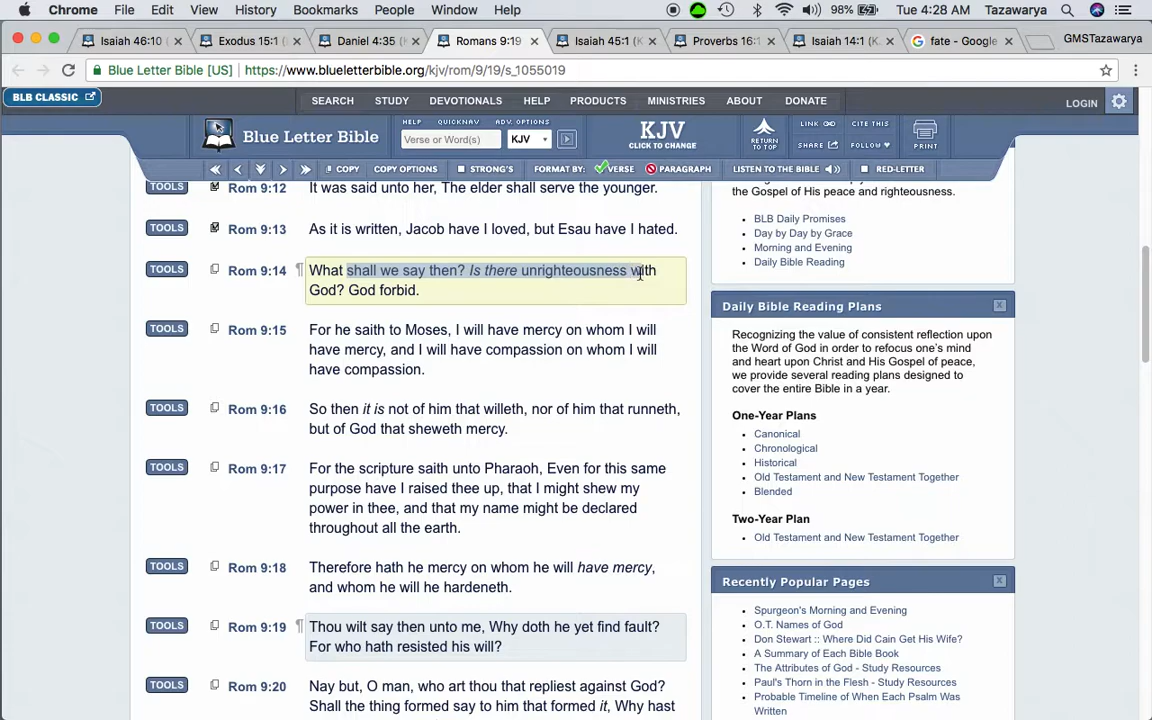 Chrome File Edit View History Bookmarks People Window Help 98% Tue 4:28 AM Tazawarya
Isaiah 46:10 Exodus 15:1 Daniel 4:35 Romans 9:19 Isaiah 45:1 Proverbs 16:1 Isaiah 14:1 fate - Google GMSTazawarya
Blue Letter Bible [US] https://www.blueletterbible.org/kjv/rom/9/19/s_1055019
BLB CLASSIC SEARCH STUDY DEVOTIONALS HELP PRODUCTS MINISTRIES ABOUT DONATE LOGIN
HELP QUICKNAV ADV. OPTIONS
Blue Letter Bible Verse or Word(s) KJV
KJV
CLICK TO CHANGE
RETURN
TO TOP
LINK CITE THIS
SHARE FOLLOW
PRINT
COPY COPY OPTIONS STRONG'S FORMAT BY: VERSE PARAGRAPH LISTEN TO THE BIBLE RED-LETTER
TOOLS Rom 9:12 It was said unto her, The elder shall serve the younger.
TOOLS Rom 9:13 As it is written, Jacob have I loved, but Esau have I hated.
TOOLS Rom 9:14 ¶ What shall we say then? Is there unrighteousness with
God? God forbid.
TOOLS Rom 9:15 For he saith to Moses, I will have mercy on whom I will
have mercy, and I will have compassion on whom I will
have compassion.
TOOLS Rom 9:16 So then it is not of him that willeth, nor of him that runneth,
but of God that sheweth mercy.
TOOLS Rom 9:17 For the scripture saith unto Pharaoh, Even for this same
purpose have I raised thee up, that I might shew my
power in thee, and that my name might be declared
throughout all the earth.
TOOLS Rom 9:18 Therefore hath he mercy on whom he will have mercy,
and whom he will he hardeneth.
TOOLS Rom 9:19 ¶ Thou wilt say then unto me, Why doth he yet find fault?
For who hath resisted his will?
TOOLS Rom 9:20 Nay but, O man, who art thou that repliest against God?
Shall the thing formed say to him that formed it, Why hast
the Gospel of His peace and righteousness.
BLB Daily Promises
Day by Day by Grace
Morning and Evening
Daily Bible Reading
Daily Bible Reading Plans
Recognizing the value of consistent reflection upon
the Word of God in order to refocus one's mind
and heart upon Christ and His Gospel of peace,
we provide several reading plans designed to
cover the entire Bible in a year.
One-Year Plans
Canonical
Chronological
Historical
Old Testament and New Testament Together
Blended
Two-Year Plan
Old Testament and New Testament Together
Recently Popular Pages
Spurgeon's Morning and Evening
O.T. Names of God
Don Stewart :: Where Did Cain Get His Wife?
A Summary of Each Bible Book
The Attributes of God - Study Resources
Paul's Thorn in the Flesh - Study Resources
Probable Timeline of When Each Psalm Was
Written